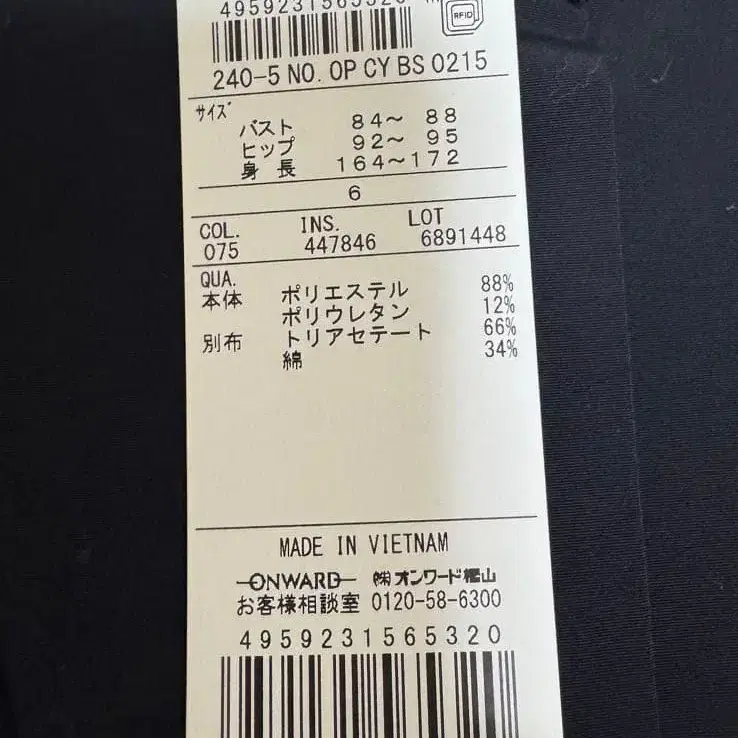 4959231565320
RFID
240-5 NO. OP CY BS 0215
サイズ
バスト 84～ 88
ヒップ 92～ 95
身長 164～172
6
COL. INS. LOT
075 447846 6891448
QUA.
本体 ポリエステル 88%
ポリウレタン 12%
別布 トリアセテート 66%
綿 34%
MADE IN VIETNAM
ONWARD ㈱オンワード樫山
お客様相談室 0120-58-6300
4959231565320